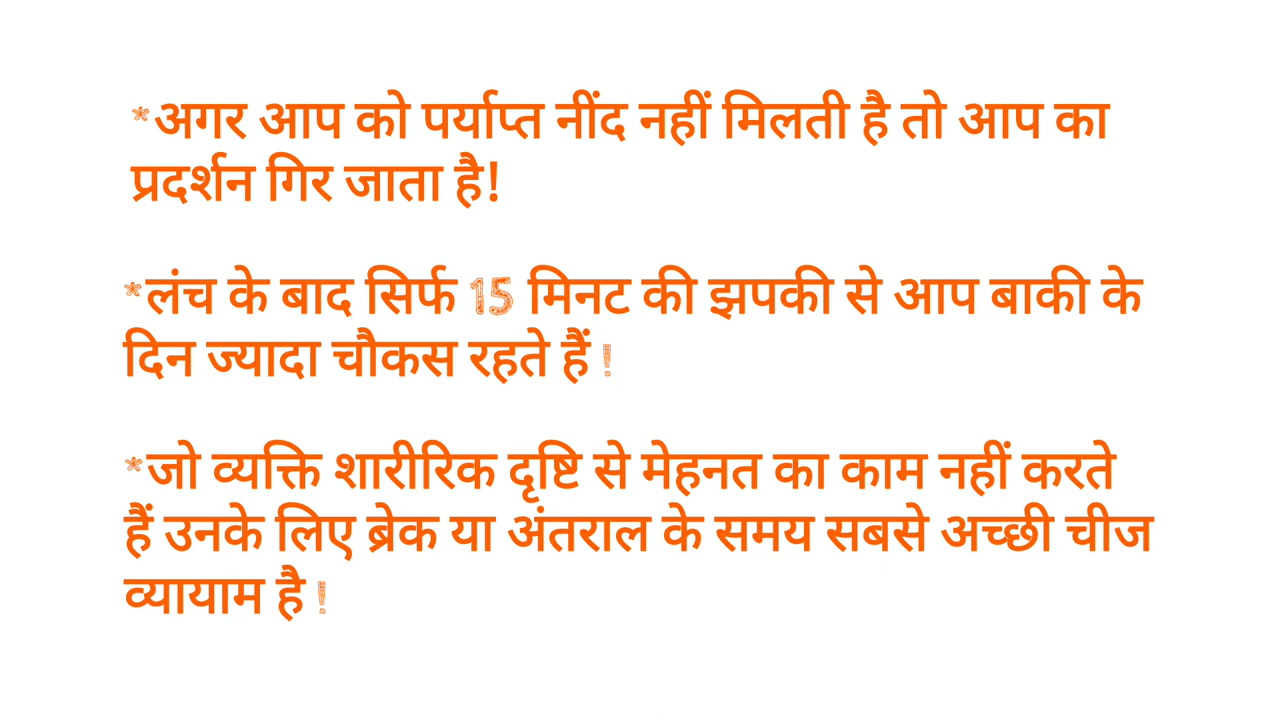 *अगर आप को पर्याप्त नींद नहीं मिलती है तो आप का
प्रदर्शन गिर जाता है!
*लंच के बाद सिर्फ 15 मिनट की झपकी से आप बाकी के
दिन ज्यादा चौकस रहते हैं !
*जो व्यक्ति शारीरिक दृष्टि से मेहनत का काम नहीं करते
हैं उनके लिए ब्रेक या अंतराल के समय सबसे अच्छी चीज
व्यायाम है !